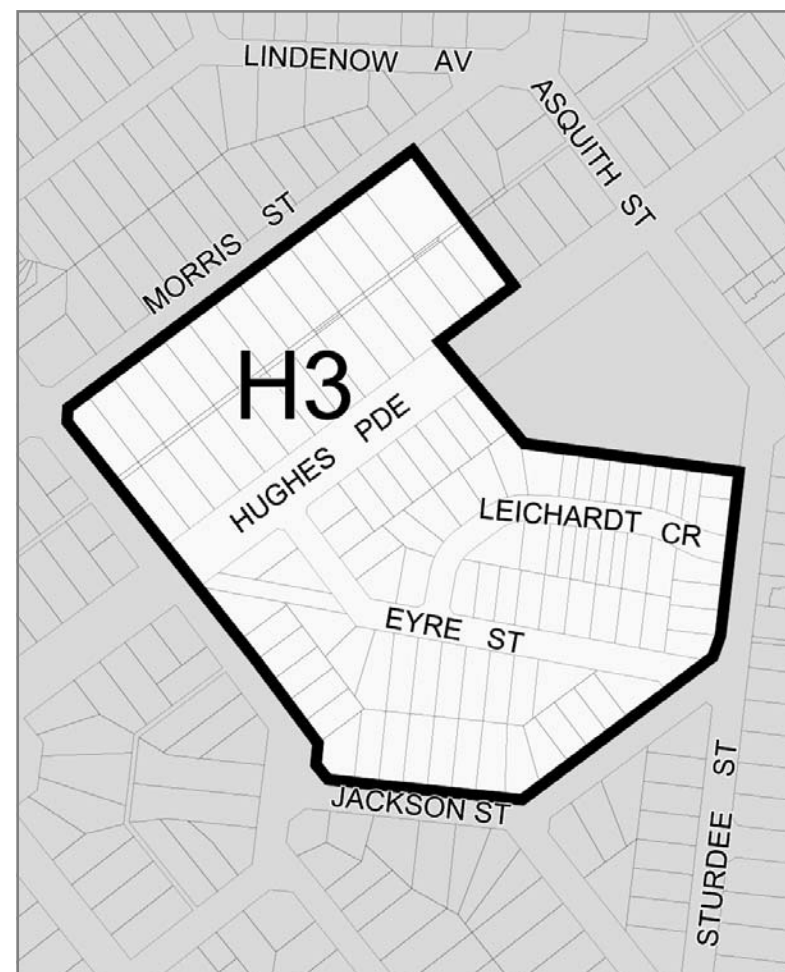 LINDENOW AV
ASQUITH ST
MORRIS ST
H3
HUGHES PDE
LEICHARDT CR
EYRE ST
JACKSON ST
STURDEE ST